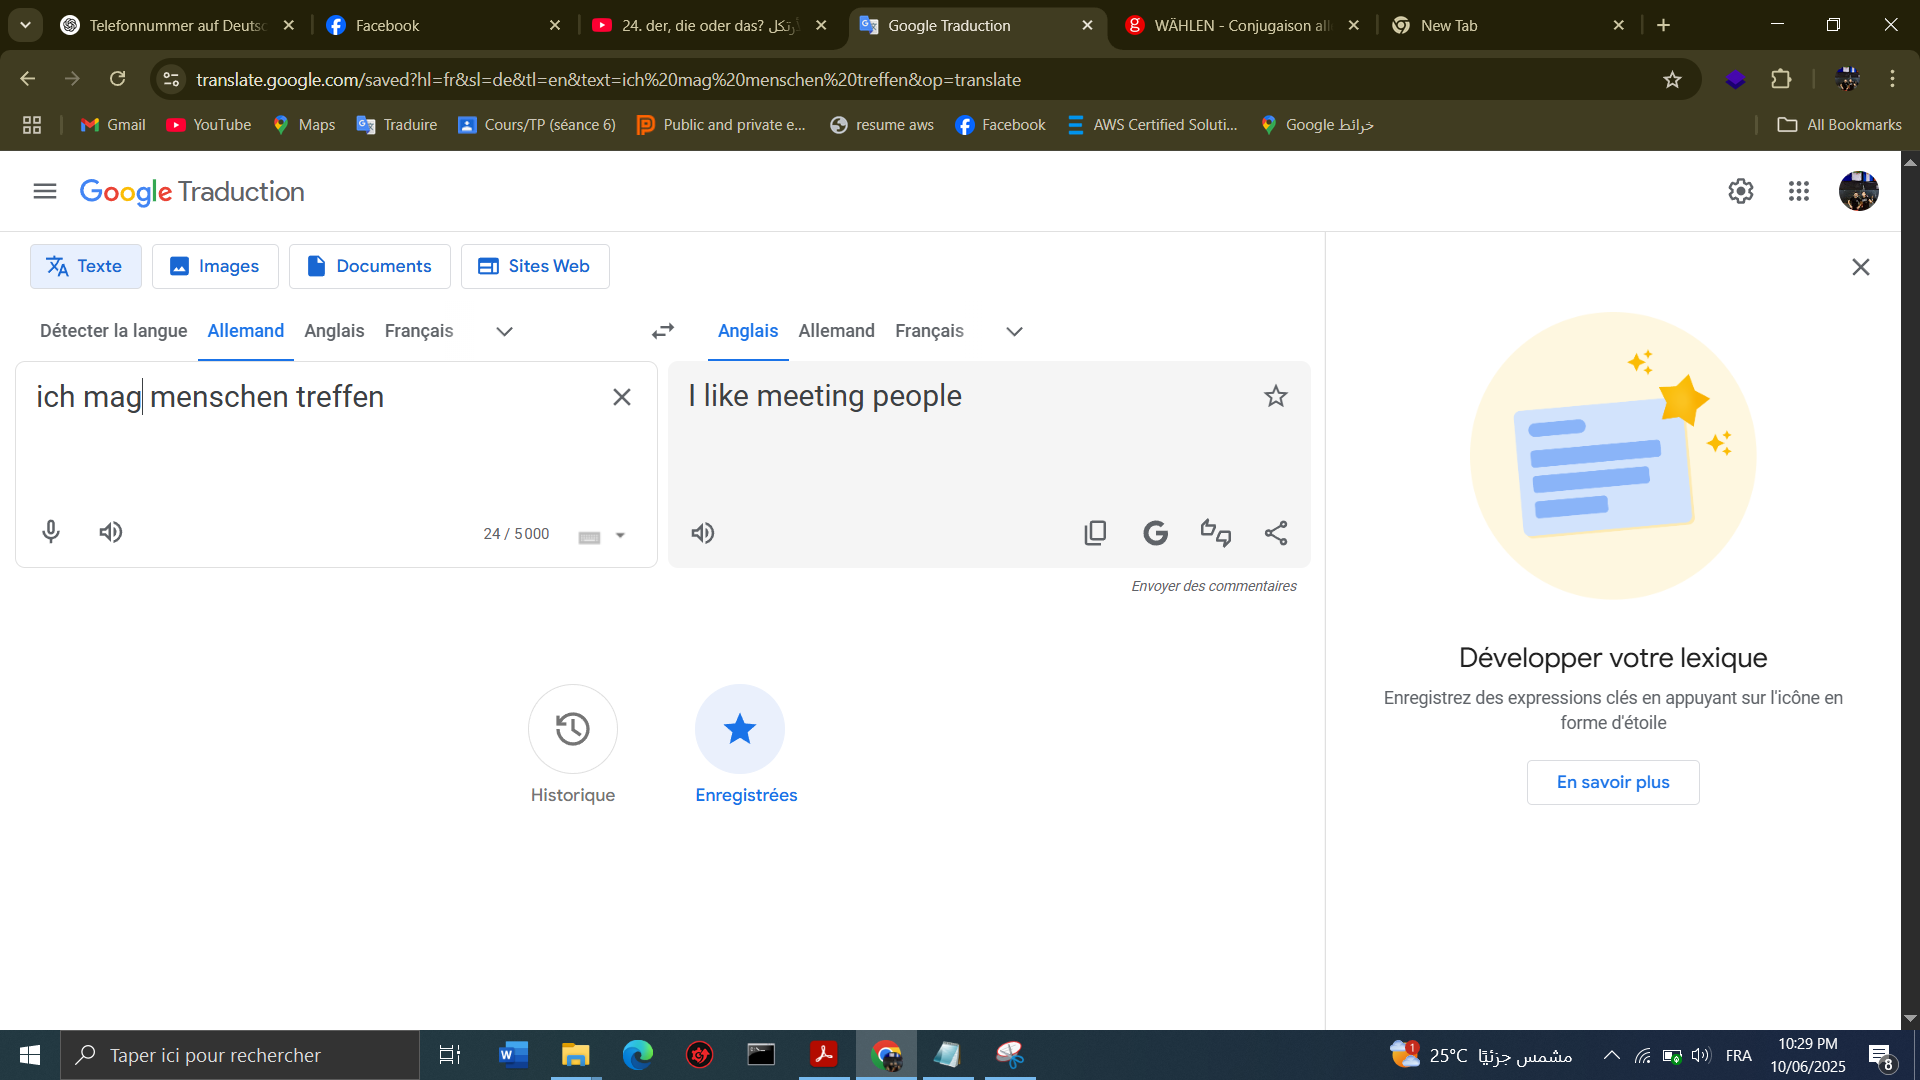 Telefonnummer auf Deutsc
Facebook
24. der, die oder das?
Google Traduction
WÄHLEN - Conjugaison all
New Tab
translate.google.com/saved?hl=fr&sl=de&tl=en&text=ich%20mag%20menschen%20treffen&op=translate
Gmail
YouTube
Maps
Traduire
Cours/TP (séance 6)
Public and private e...
resume aws
Facebook
AWS Certified Soluti...
خرائط Google
All Bookmarks
Google Traduction
Texte
Images
Documents
Sites Web
Détecter la langue
Allemand
Anglais
Français
Anglais
Allemand
Français
ich mag menschen treffen
I like meeting people
24 / 5 000
Envoyer des commentaires
Historique
Enregistrées
Développer votre lexique
Enregistrez des expressions clés en appuyant sur l'icône en
forme d'étoile
En savoir plus
Taper ici pour rechercher
1
25°C مشمس جزئيًا
FRA
10:29 PM
10/06/2025
8